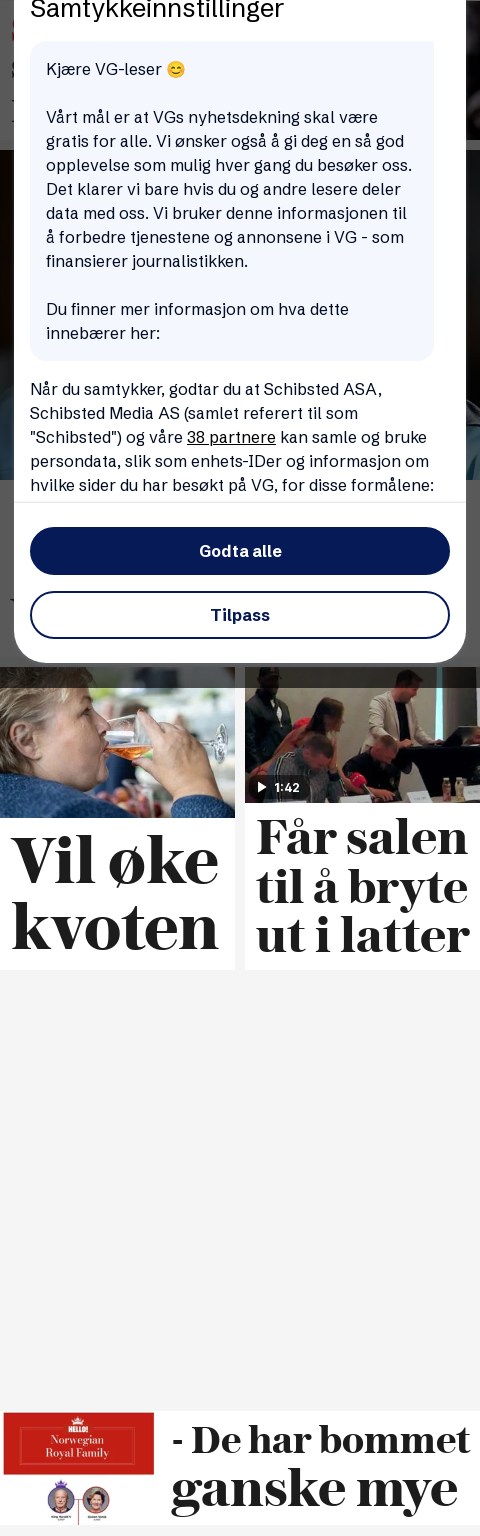 Samtykkeinnstillinger
Kjære VG-leser 😊
Vårt mål er at VGs nyhetsdekning skal være
gratis for alle. Vi ønsker også å gi deg en så god
opplevelse som mulig hver gang du besøker oss.
Det klarer vi bare hvis du og andre lesere deler
data med oss. Vi bruker denne informasjonen til
å forbedre tjenestene og annonsene i VG - som
finansierer journalistikken.
Du finner mer informasjon om hva dette
innebærer her:
Når du samtykker, godtar du at Schibsted ASA,
Schibsted Media AS (samlet referert til som
"Schibsted") og våre 38 partnere kan samle og bruke
persondata, slik som enhets-IDer og informasjon om
hvilke sider du har besøkt på VG, for disse formålene:
Godta alle
Tilpass
1:42
Vil øke
kvoten
Får salen
til å bryte
ut i latter
HELLO!
Norwegian
Royal Family
- De har bommet
ganske mye